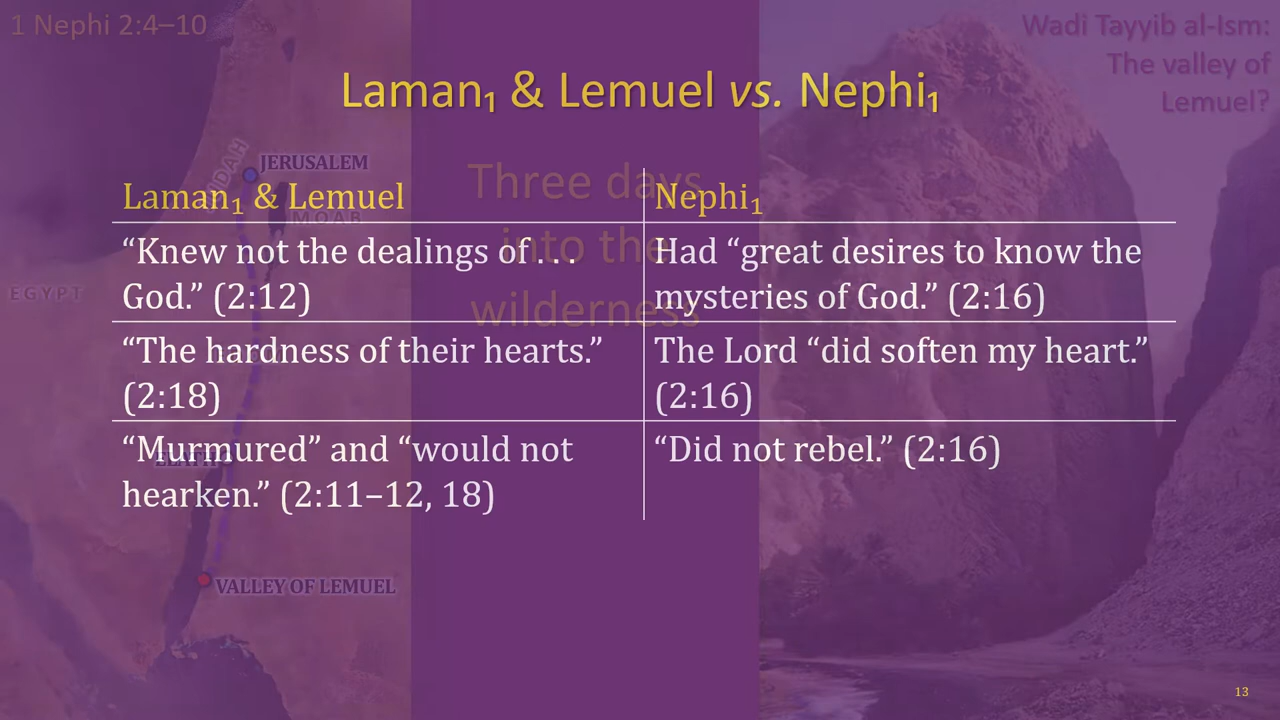 1 Nephi 2:4–10
Wadi Tayyib al-Ism:
The valley of
Lemuel?
Laman₁ & Lemuel vs. Nephi₁
JUDAH
JERUSALEM
MOAB
EGYPT
Three days
into the
wilderness
Laman₁ & Lemuel
Nephi₁
“Knew not the dealings of . . .
God.” (2:12)
Had “great desires to know the
mysteries of God.” (2:16)
“The hardness of their hearts.”
(2:18)
The Lord “did soften my heart.”
(2:16)
“Murmured” and “would not
hearken.” (2:11–12, 18)
“Did not rebel.” (2:16)
ELATH
VALLEY OF LEMUEL
13